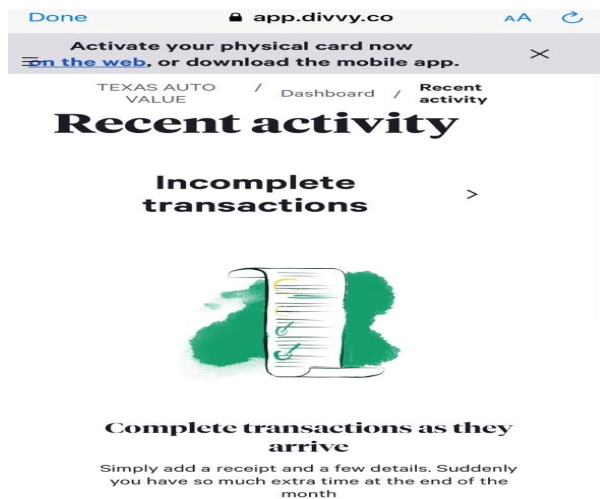 Done app.divvy.co AA
Activate your physical card now
on the web, or download the mobile app.
TEXAS AUTO VALUE / Dashboard / Recent activity
Recent activity
Incomplete
transactions
Complete transactions as they
arrive
Simply add a receipt and a few details. Suddenly
you have so much extra time at the end of the
month